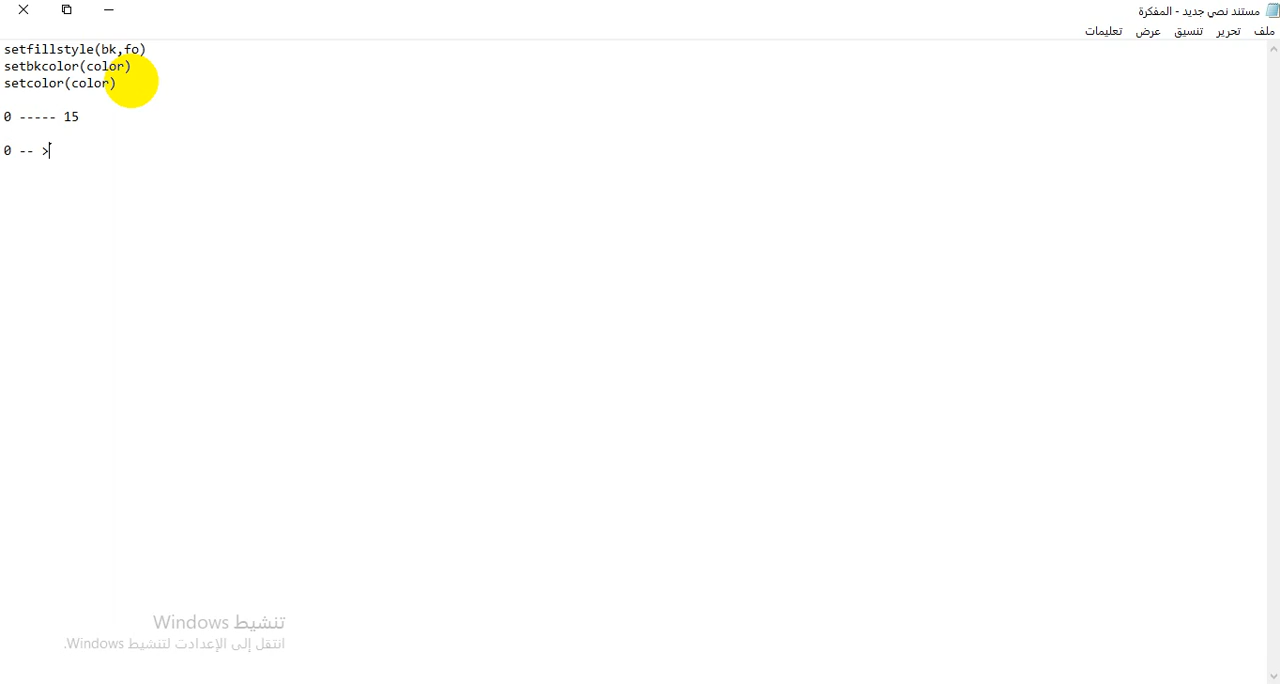 مستند نصي جديد - المفكرة
ملف تحرير تنسيق عرض تعليمات
setfillstyle(bk,fo)
setbkcolor(color)
setcolor(color)
0 ----- 15
0 -- >
تنشيط Windows
انتقل إلى الإعدادت لتنشيط Windows.